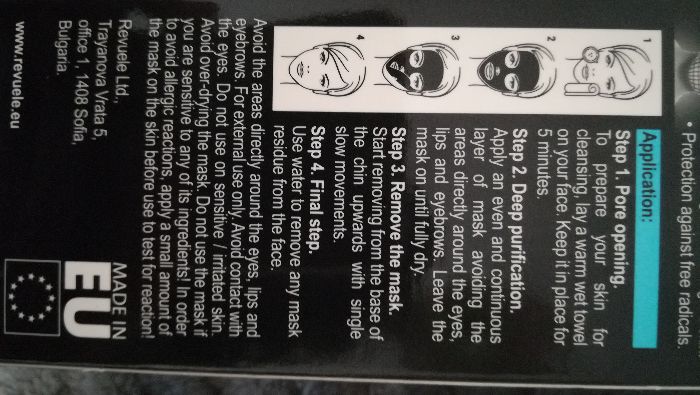 • Protection against free radicals.
Application:
1
2
3
4
Step 1. Pore opening.
To prepare your skin for
cleansing, lay a warm wet towel
on your face. Keep it in place for
5 minutes.
Step 2. Deep purification.
Apply an even and continuous
layer of mask avoiding the
areas directly around the eyes,
lips and eyebrows. Leave the
mask on until fully dry.
Step 3. Remove the mask.
Start removing from the base of
the chin upwards with single
slow movements.
Step 4. Final step.
Use water to remove any mask
residue from the face.
Avoid the areas directly around the eyes, lips and
eyebrows. For external use only. Avoid contact with
the eyes. Do not use on sensitive / irritated skin.
Avoid over-drying the mask. Do not use the mask if
you are sensitive to any of its ingredients! In order
to avoid allergic reactions, apply a small amount of
the mask on the skin before use to test for reaction!
Revuele Ltd.,
Trayanova Vrata 5,
office 1, 1408 Sofia,
Bulgaria
www.revuele.eu
MADE IN
EU